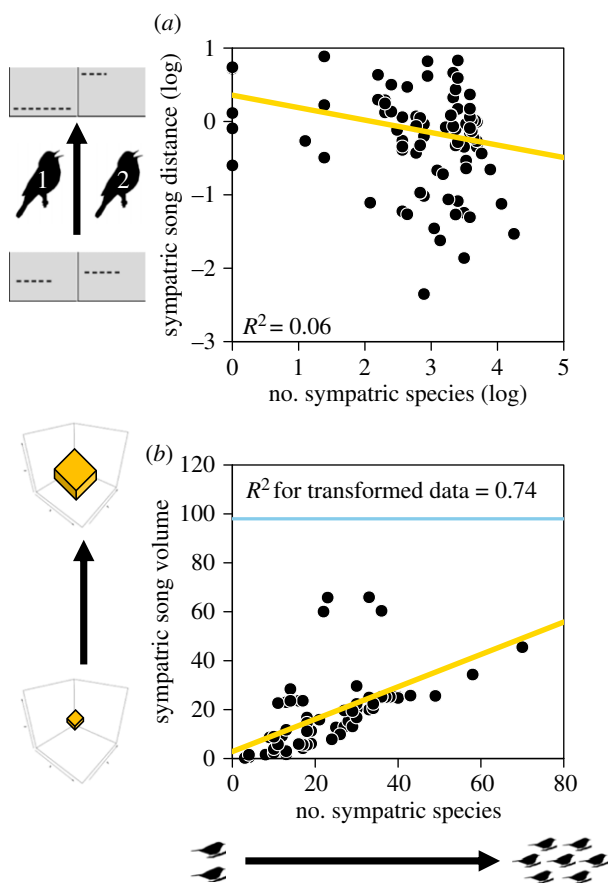 (a)
1
0
–1
–2
–3
sympatric song distance (log)
R² = 0.06
0 1 2 3 4 5
no. sympatric species (log)
1 2
(b)
120
100
80
60
40
20
0
sympatric song volume
R² for transformed data = 0.74
0 20 40 60 80
no. sympatric species